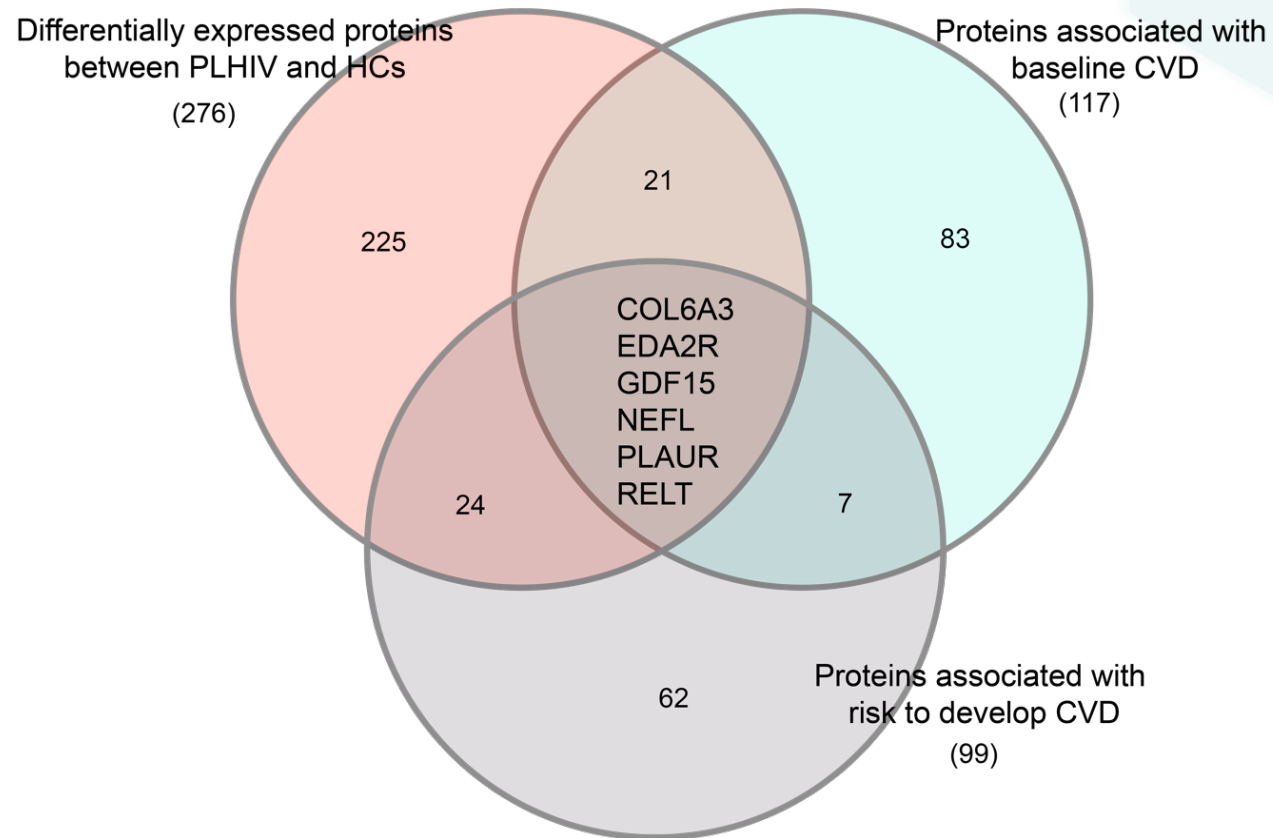 Differentially expressed proteins
between PLHIV and HCs
(276)
Proteins associated with
baseline CVD
(117)
21
225
83
COL6A3
EDA2R
GDF15
NEFL
PLAUR
RELT
24
7
62
Proteins associated with
risk to develop CVD
(99)